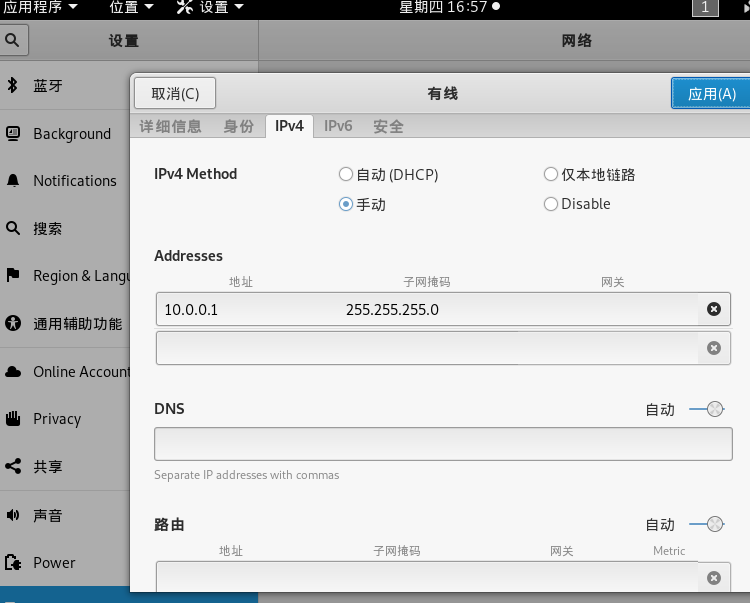 应用程序 位置 设置 星期四 16:57 1
设置 网络
取消(C) 有线 应用(A)
详细信息 身份 IPv4 IPv6 安全
蓝牙
Background
Notifications
搜索
Region & Langu
通用辅助功能
Online Account
Privacy
共享
声音
Power
IPv4 Method 自动 (DHCP) 仅本地链路
手动 Disable
Addresses
地址 子网掩码 网关
10.0.0.1 255.255.255.0
DNS 自动
Separate IP addresses with commas
路由 自动
地址 子网掩码 网关 Metric